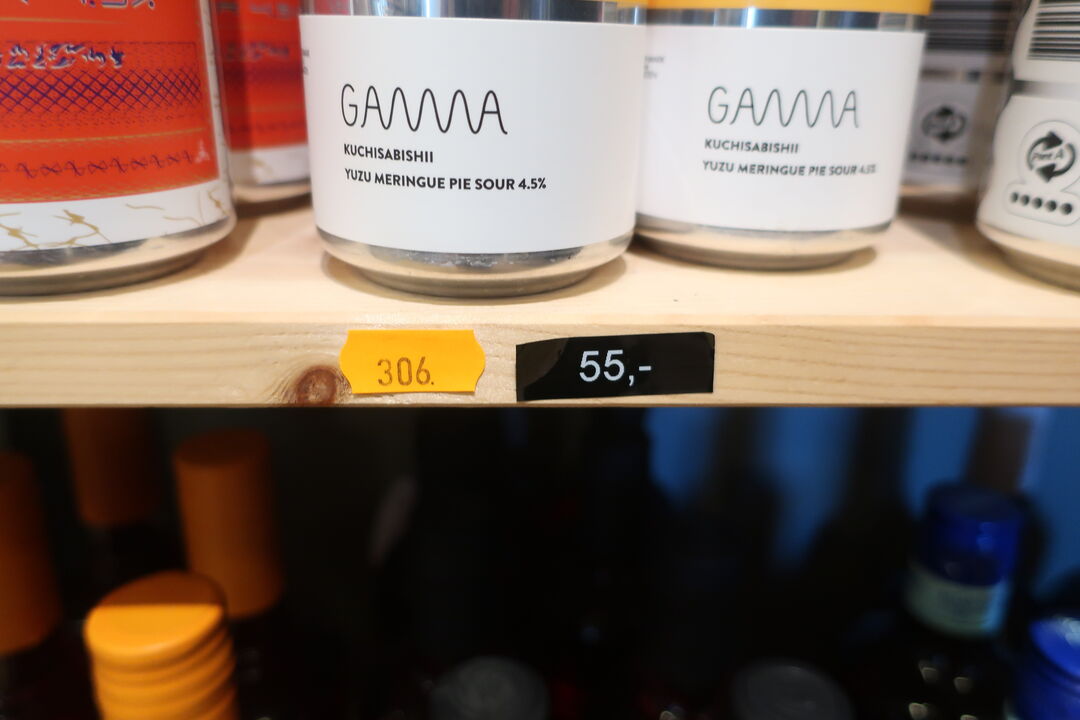 GAMMA
KUCHISABISHII
YUZU MERINGUE PIE SOUR 4.5%
GAMMA
KUCHISABISHII
YUZU MERINGUE PIE SOUR 4.5%
306.
55,-